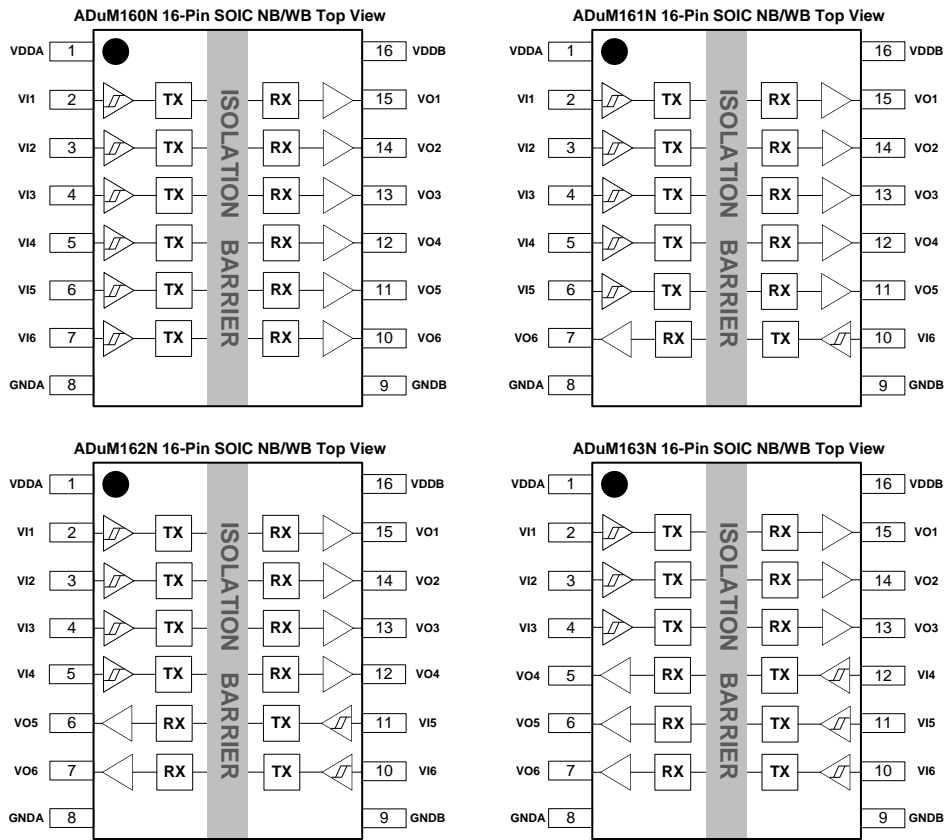 ADuM160N 16-Pin SOIC NB/WB Top View
VDDA 1 16 VDDB
VI1 2 TX RX 15 VO1
VI2 3 TX RX 14 VO2
VI3 4 TX RX 13 VO3
VI4 5 TX RX 12 VO4
VI5 6 TX RX 11 VO5
VI6 7 TX RX 10 VO6
GNDA 8 9 GNDB
ISOLATION BARRIER
ADuM161N 16-Pin SOIC NB/WB Top View
VDDA 1 16 VDDB
VI1 2 TX RX 15 VO1
VI2 3 TX RX 14 VO2
VI3 4 TX RX 13 VO3
VI4 5 TX RX 12 VO4
VI5 6 TX RX 11 VO5
VO6 7 RX TX 10 VI6
GNDA 8 9 GNDB
ISOLATION BARRIER
ADuM162N 16-Pin SOIC NB/WB Top View
VDDA 1 16 VDDB
VI1 2 TX RX 15 VO1
VI2 3 TX RX 14 VO2
VI3 4 TX RX 13 VO3
VI4 5 TX RX 12 VO4
VO5 6 RX TX 11 VI5
VO6 7 RX TX 10 VI6
GNDA 8 9 GNDB
ISOLATION BARRIER
ADuM163N 16-Pin SOIC NB/WB Top View
VDDA 1 16 VDDB
VI1 2 TX RX 15 VO1
VI2 3 TX RX 14 VO2
VI3 4 TX RX 13 VO3
VO4 5 RX TX 12 VI4
VO5 6 RX TX 11 VI5
VO6 7 RX TX 10 VI6
GNDA 8 9 GNDB
ISOLATION BARRIER